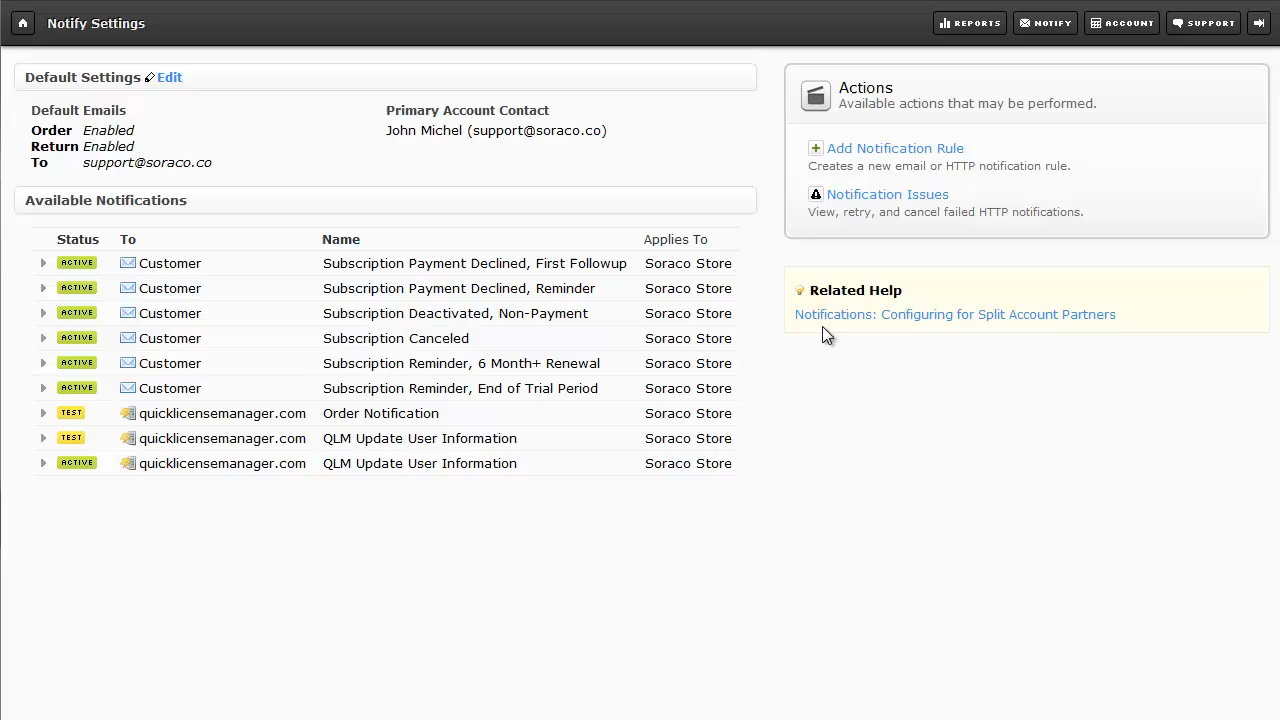 Notify Settings
REPORTS NOTIFY ACCOUNT SUPPORT
Default Settings Edit
Default Emails
Order Enabled
Return Enabled
To support@soraco.co
Primary Account Contact
John Michel (support@soraco.co)
Available Notifications
Status To Name Applies To
ACTIVE Customer Subscription Payment Declined, First Followup Soraco Store
ACTIVE Customer Subscription Payment Declined, Reminder Soraco Store
ACTIVE Customer Subscription Deactivated, Non-Payment Soraco Store
ACTIVE Customer Subscription Canceled Soraco Store
ACTIVE Customer Subscription Reminder, 6 Month+ Renewal Soraco Store
ACTIVE Customer Subscription Reminder, End of Trial Period Soraco Store
TEST quicklicensemanager.com Order Notification Soraco Store
TEST quicklicensemanager.com QLM Update User Information Soraco Store
ACTIVE quicklicensemanager.com QLM Update User Information Soraco Store
Actions
Available actions that may be performed.
Add Notification Rule
Creates a new email or HTTP notification rule.
Notification Issues
View, retry, and cancel failed HTTP notifications.
Related Help
Notifications: Configuring for Split Account Partners